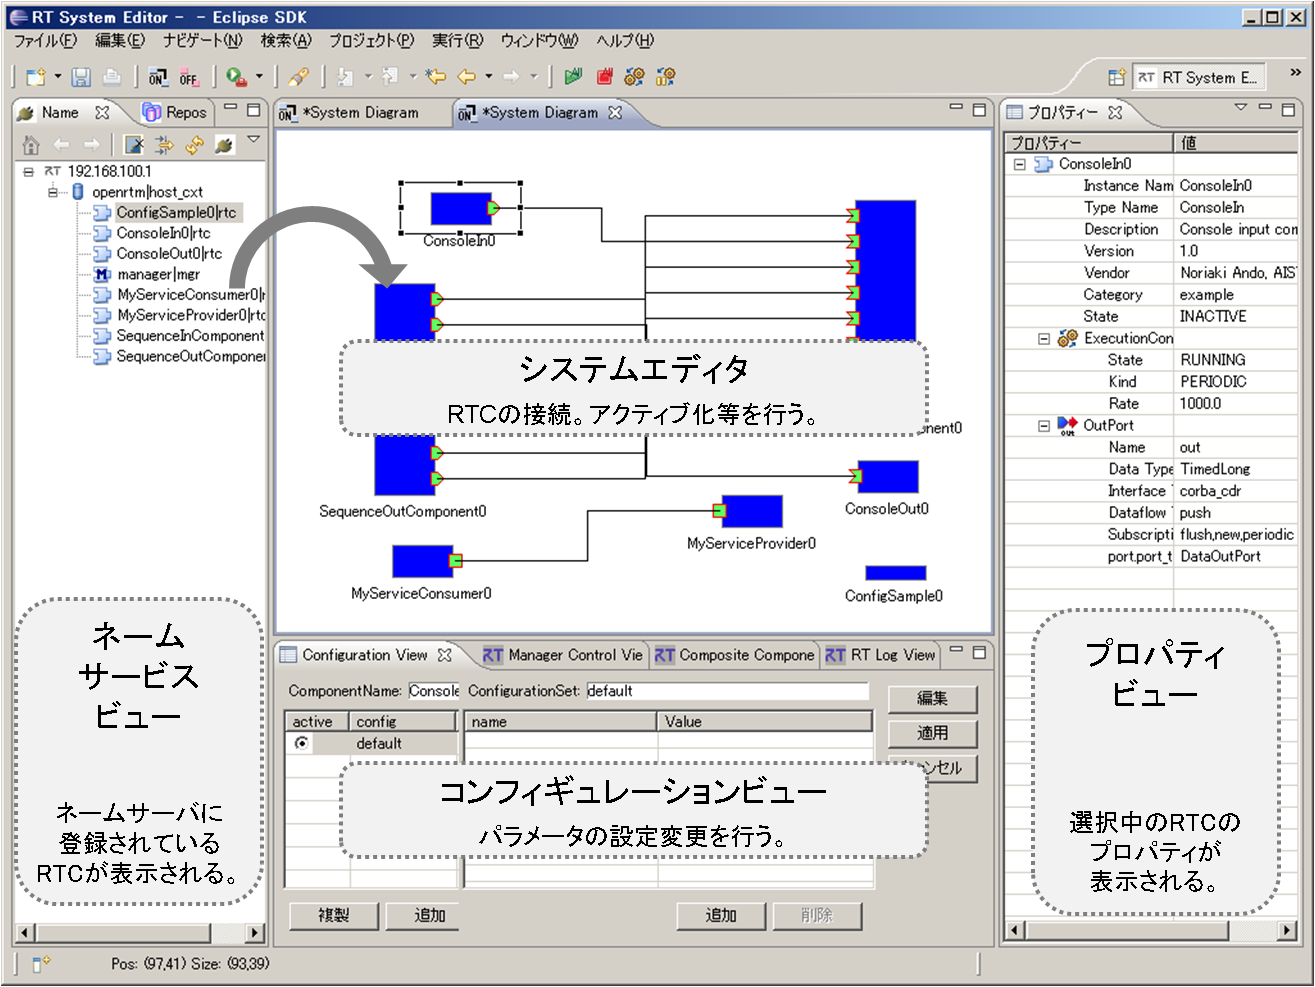 RT System Editor - - Eclipse SDK
ファイル(F) 編集(E) ナビゲート(N) 検索(A) プロジェクト(P) 実行(R) ウィンドウ(W) ヘルプ(H)
ON OFF
RT System E...
Name Repos
RT 192.168.100.1
openrtm|host_cxt
ConfigSample0|rtc
ConsoleIn0|rtc
ConsoleOut0|rtc
manager|mgr
MyServiceConsumer0|r
MyServiceProvider0|rtc
SequenceInComponent
SequenceOutCompone
ネーム
サービス
ビュー
ネームサーバに
登録されている
RTCが表示される。
*System Diagram *System Diagram
ConsoleIn0
システムエディタ
RTCの接続。アクティブ化等を行う。
nent0
SequenceOutComponent0
ConsoleOut0
MyServiceProvider0
MyServiceConsumer0
ConfigSample0
Configuration View Manager Control Vie Composite Compone RT Log View
ComponentName: Console ConfigurationSet: default
編集
active config name Value
適用
default
ンセル
コンフィギュレーションビュー
パラメータの設定変更を行う。
複製 追加 追加 削除
プロパティー
プロパティー 値
ConsoleIn0
Instance Nam ConsoleIn0
Type Name ConsoleIn
Description Console input com
Version 1.0
Vendor Noriaki Ando, AIS
Category example
State INACTIVE
ExecutionCon
State RUNNING
Kind PERIODIC
Rate 1000.0
OutPort
Name out
Data Type TimedLong
Interface corba_cdr
Dataflow push
Subscripti flush,new,periodic
port.port_t DataOutPort
プロパティ
ビュー
選択中のRTCの
プロパティが
表示される。
Pos: (97,41) Size: (93,39)